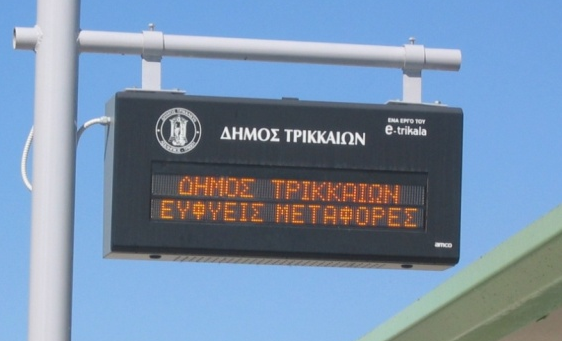 ΔΗΜΟΣ ΤΡΙΚΚΑΙΩΝ
ΕΝΑ ΕΡΓΟ ΤΟΥ
e-trikala
ΔΗΜΟΣ ΤΡΙΚΚΑΙΩΝ
ΕΥΦΥΕΙΣ ΜΕΤΑΦΟΡΕΣ
amco